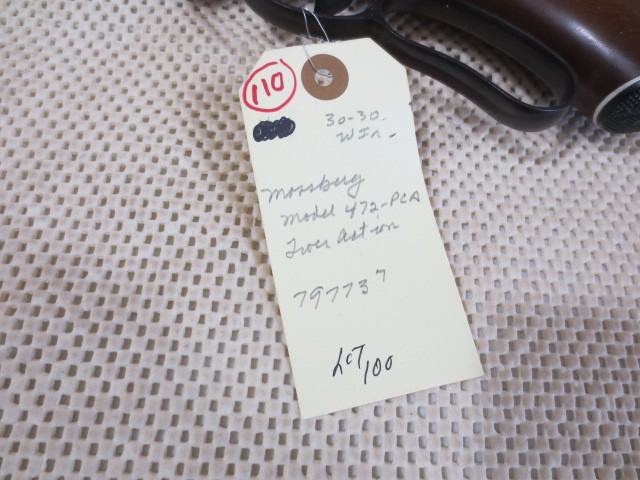 110
30-30
Win.
Mossberg
Model 472-PCA
Lever Action
797737
LOT
100